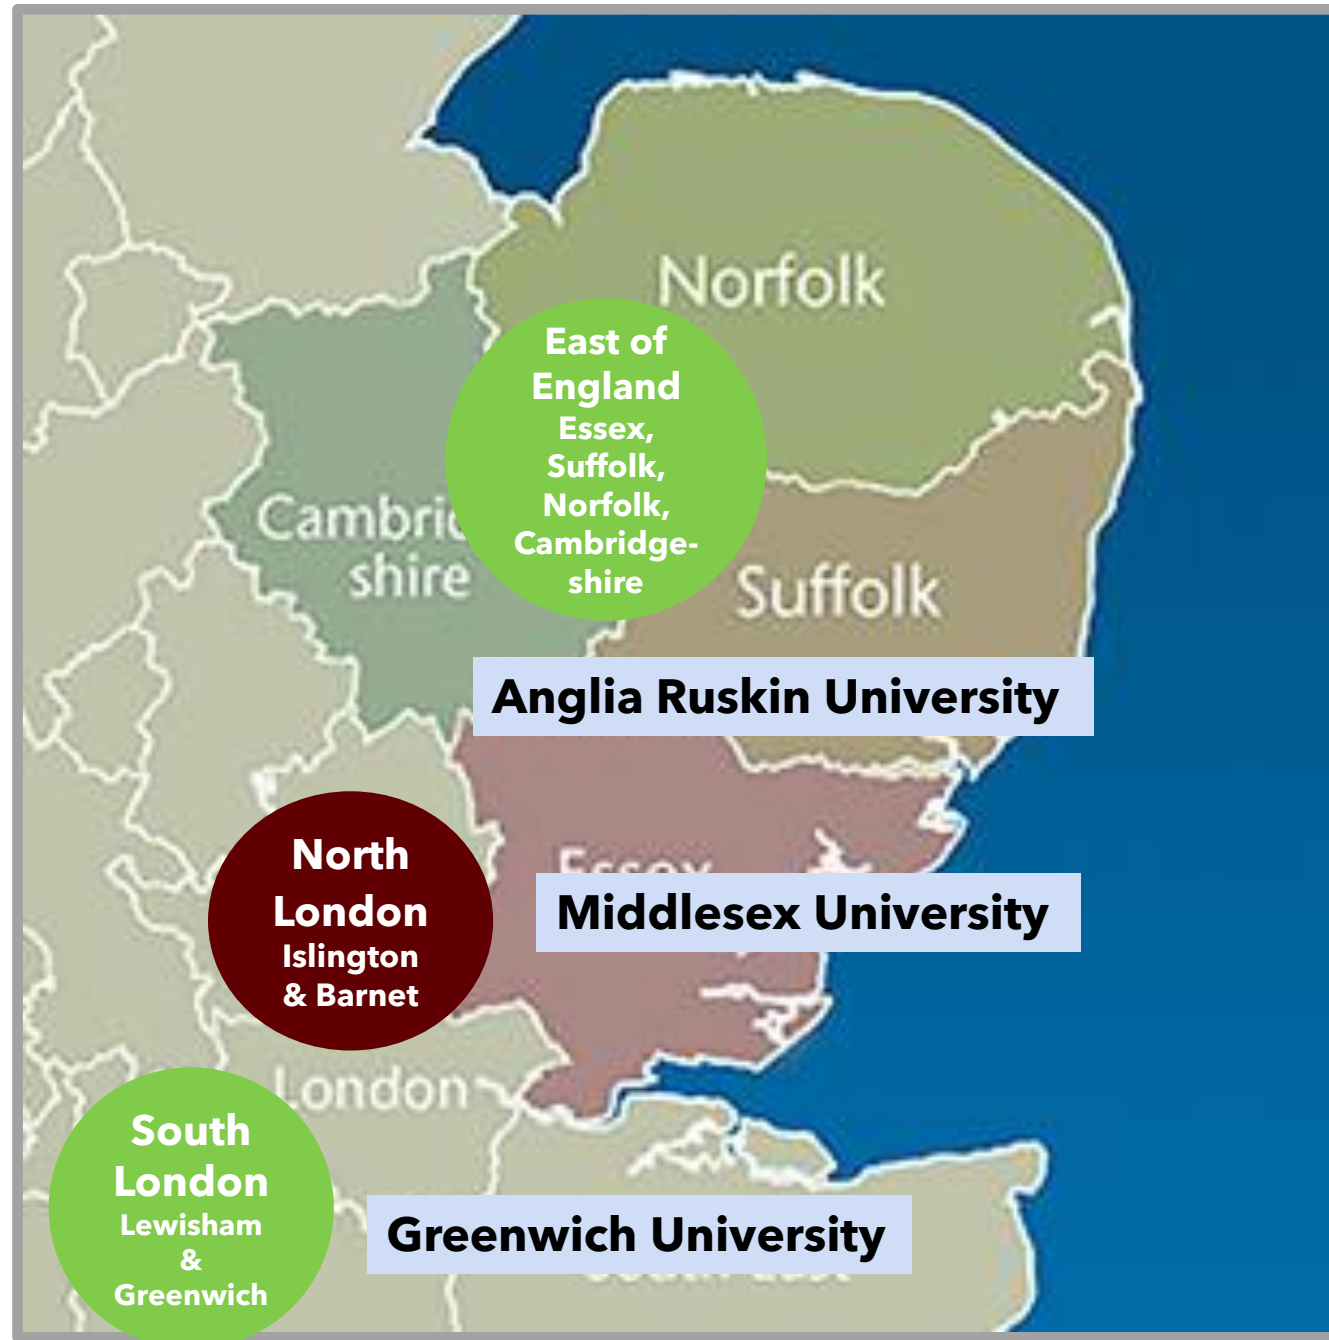 Norfolk
East of
England
Essex,
Suffolk,
Norfolk,
Cambridge-
shire
shire
Suffolk
Anglia Ruskin University
Essex
North
London
Islington
& Barnet
Middlesex University
London
South
London
Lewisham
&
Greenwich
Greenwich University